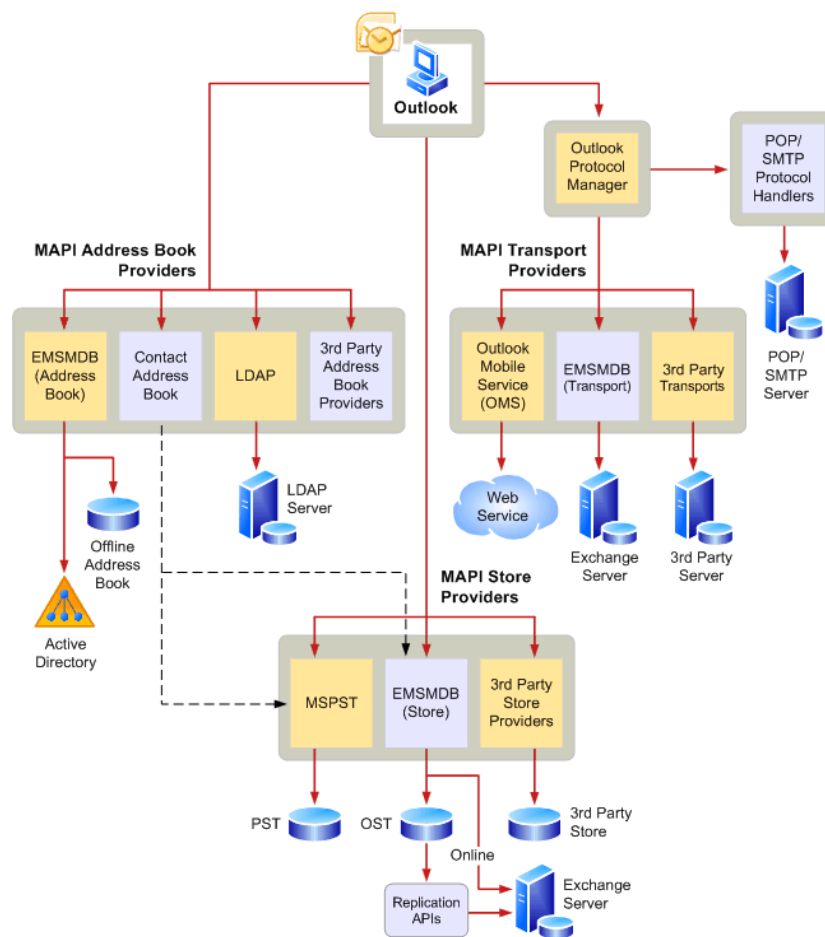 Outlook
Outlook
Protocol
Manager
POP/
SMTP
Protocol
Handlers
MAPI Address Book
Providers
MAPI Transport
Providers
EMSMDB
(Address
Book)
Contact
Address
Book
LDAP
3rd Party
Address
Book
Providers
Outlook
Mobile
Service
(OMS)
EMSMDB
(Transport)
3rd Party
Transports
POP/
SMTP
Server
Offline
Address
Book
LDAP
Server
Web
Service
Exchange
Server
3rd Party
Server
Active
Directory
MAPI Store
Providers
MSPST
EMSMDB
(Store)
3rd Party
Store
Providers
PST
OST
3rd Party
Store
Online
Replication
APIs
Exchange
Server